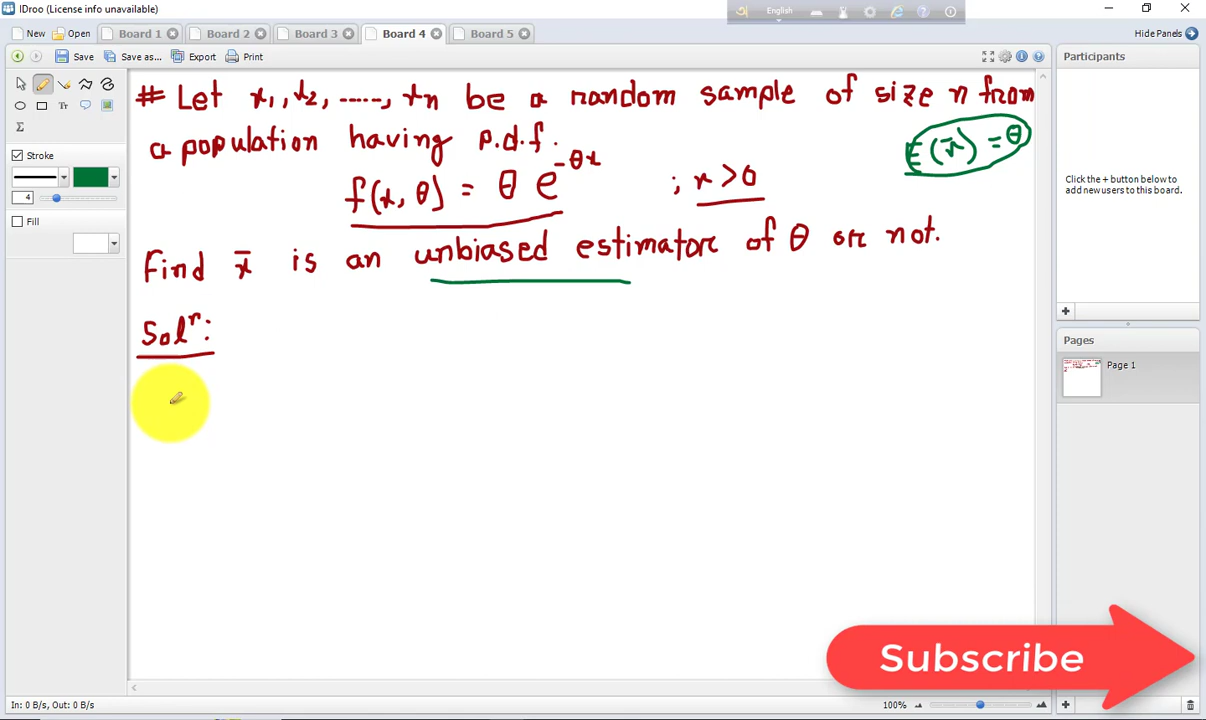 IDroo (License info unavailable)
English
New Open Board 1 Board 2 Board 3 Board 4 Board 5 Hide Panels
Save Save as... Export Print
Participants
# Let x1, x2, ....., xn be a random sample of size n from
a population having p.d.f.
E(x̄) = θ
f(x, θ) = θ e^-θx ; x >0
Find x̄ is an unbiased estimator of θ or not.
Solⁿ:
Tr
Σ
Stroke
4
Fill
Click the + button below to
add new users to this board.
Pages
Page 1
Subscribe
In: 0 B/s, Out: 0 B/s
100%